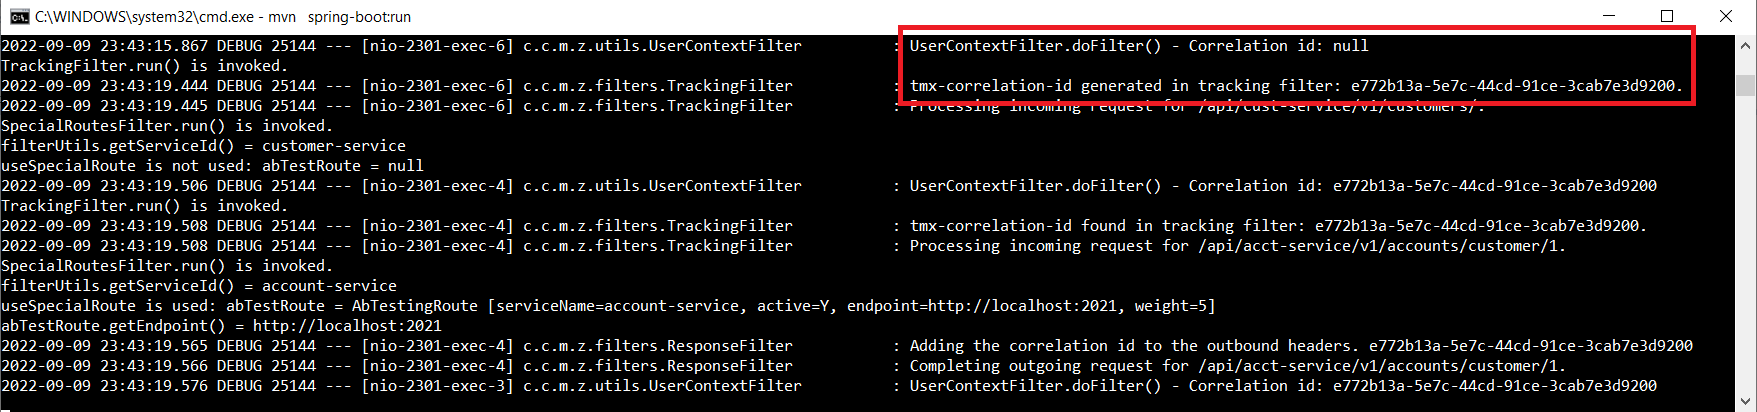 C:\WINDOWS\system32\cmd.exe - mvn  spring-boot:run
2022-09-09 23:43:15.867 DEBUG 25144 --- [nio-2301-exec-6] c.c.m.z.utils.UserContextFilter          : UserContextFilter.doFilter() - Correlation id: null
TrackingFilter.run() is invoked.
2022-09-09 23:43:19.444 DEBUG 25144 --- [nio-2301-exec-6] c.c.m.z.filters.TrackingFilter           : tmx-correlation-id generated in tracking filter: e772b13a-5e7c-44cd-91ce-3cab7e3d9200.
2022-09-09 23:43:19.445 DEBUG 25144 --- [nio-2301-exec-6] c.c.m.z.filters.TrackingFilter           : Processing incoming request for /api/cust-service/v1/customers/.
SpecialRoutesFilter.run() is invoked.
filterUtils.getServiceId() = customer-service
useSpecialRoute is not used: abTestRoute = null
2022-09-09 23:43:19.506 DEBUG 25144 --- [nio-2301-exec-4] c.c.m.z.utils.UserContextFilter          : UserContextFilter.doFilter() - Correlation id: e772b13a-5e7c-44cd-91ce-3cab7e3d9200
TrackingFilter.run() is invoked.
2022-09-09 23:43:19.508 DEBUG 25144 --- [nio-2301-exec-4] c.c.m.z.filters.TrackingFilter           : tmx-correlation-id found in tracking filter: e772b13a-5e7c-44cd-91ce-3cab7e3d9200.
2022-09-09 23:43:19.508 DEBUG 25144 --- [nio-2301-exec-4] c.c.m.z.filters.TrackingFilter           : Processing incoming request for /api/acct-service/v1/accounts/customer/1.
SpecialRoutesFilter.run() is invoked.
filterUtils.getServiceId() = account-service
useSpecialRoute is used: abTestRoute = AbTestingRoute [serviceName=account-service, active=Y, endpoint=http://localhost:2021, weight=5]
abTestRoute.getEndpoint() = http://localhost:2021
2022-09-09 23:43:19.565 DEBUG 25144 --- [nio-2301-exec-4] c.c.m.z.filters.ResponseFilter           : Adding the correlation id to the outbound headers. e772b13a-5e7c-44cd-91ce-3cab7e3d9200
2022-09-09 23:43:19.566 DEBUG 25144 --- [nio-2301-exec-4] c.c.m.z.filters.ResponseFilter           : Completing outgoing request for /api/acct-service/v1/accounts/customer/1.
2022-09-09 23:43:19.576 DEBUG 25144 --- [nio-2301-exec-3] c.c.m.z.utils.UserContextFilter          : UserContextFilter.doFilter() - Correlation id: e772b13a-5e7c-44cd-91ce-3cab7e3d9200